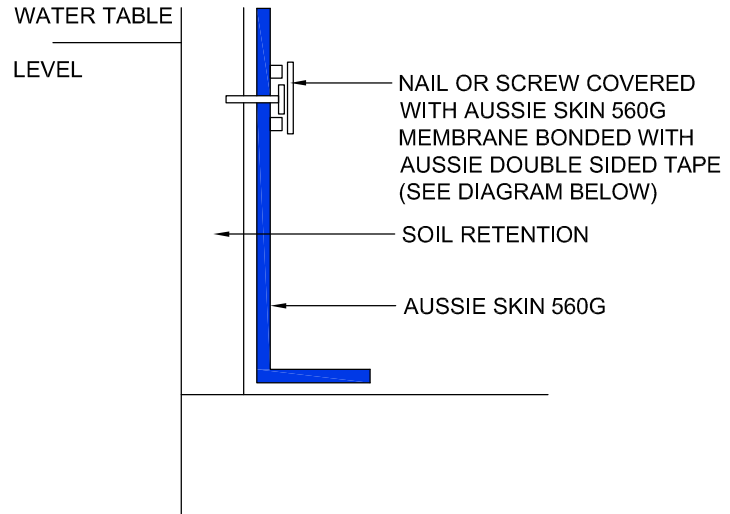 WATER TABLE
LEVEL
NAIL OR SCREW COVERED
WITH AUSSIE SKIN 560G
MEMBRANE BONDED WITH
AUSSIE DOUBLE SIDED TAPE
(SEE DIAGRAM BELOW)
SOIL RETENTION
AUSSIE SKIN 560G